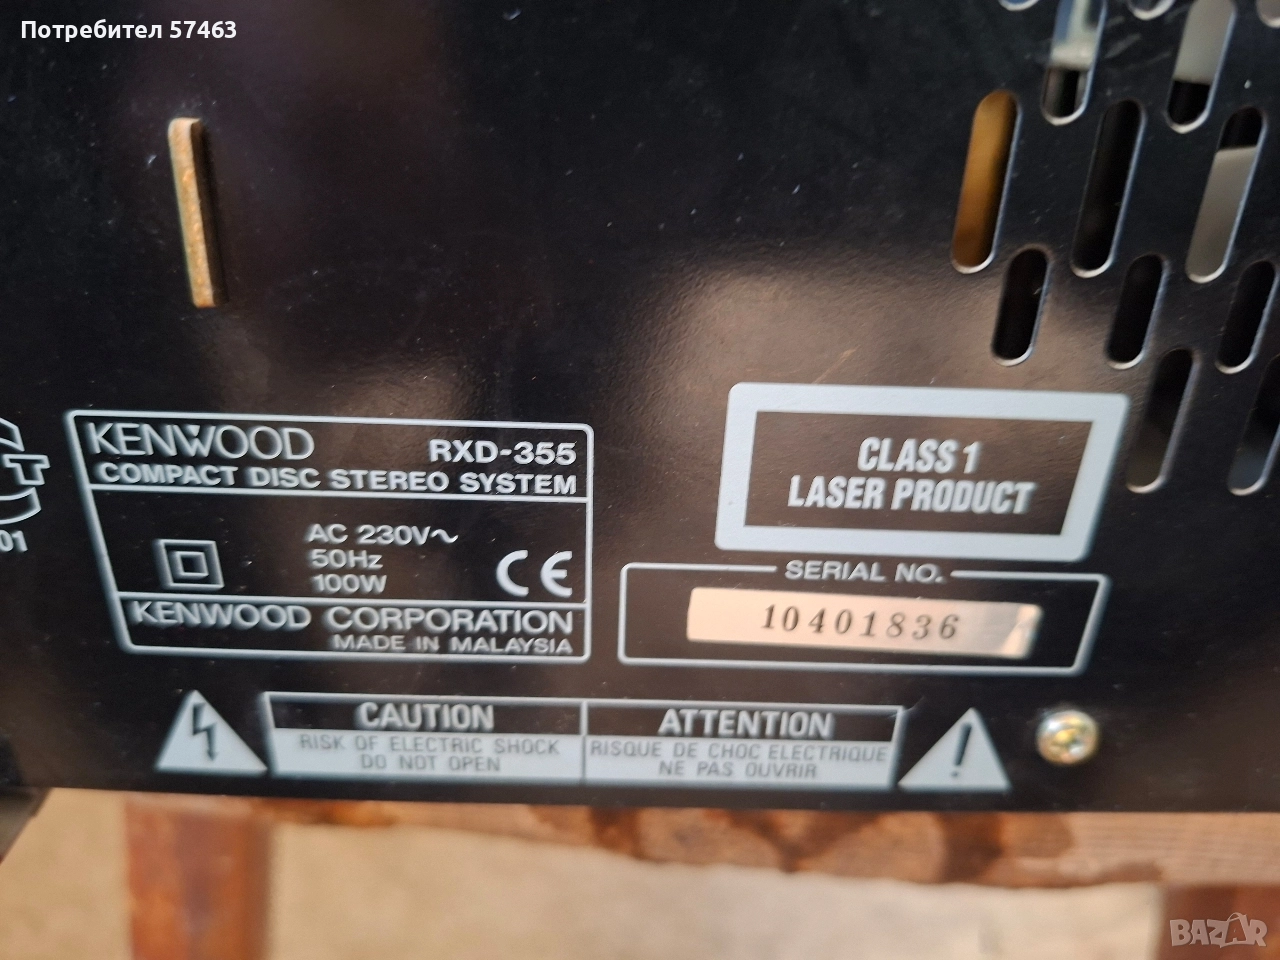 Потребител 57463
01
KENWOOD RXD-355
COMPACT DISC STEREO SYSTEM
AC 230V~
50Hz
100W
CE
KENWOOD CORPORATION
MADE IN MALAYSIA
CLASS 1
LASER PRODUCT
SERIAL NO.
10401836
CAUTION
RISK OF ELECTRIC SHOCK
DO NOT OPEN
ATTENTION
RISQUE DE CHOC ELECTRIQUE
NE PAS OUVRIR
BAZAR